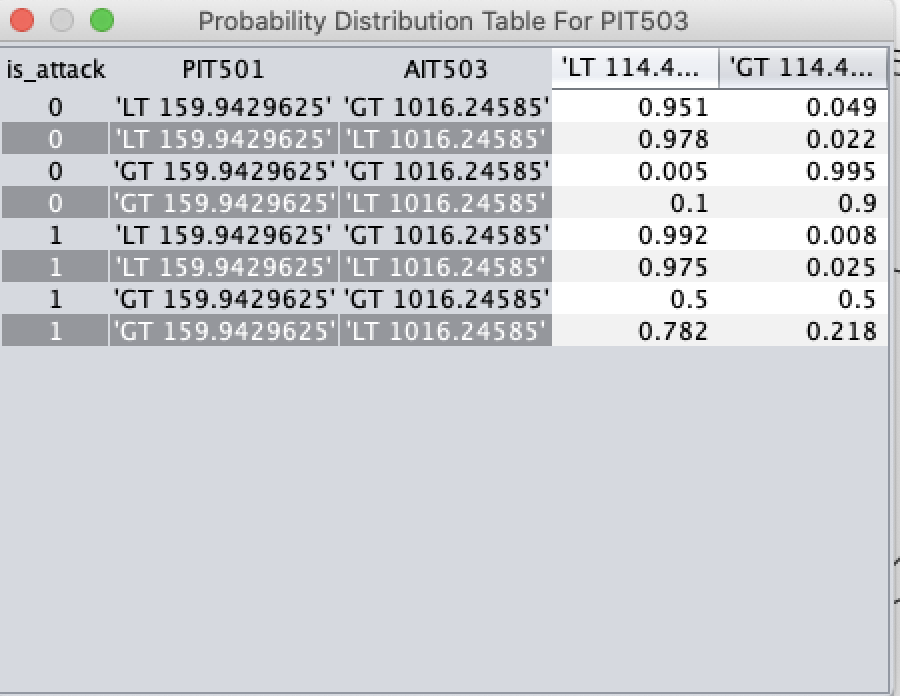 Probability Distribution Table For PIT503
is_attack PIT501 AIT503 'LT 114.4... 'GT 114.4...
0 'LT 159.9429625' 'GT 1016.24585' 0.951 0.049
0 'LT 159.9429625' 'LT 1016.24585' 0.978 0.022
0 'GT 159.9429625' 'GT 1016.24585' 0.005 0.995
0 'GT 159.9429625' 'LT 1016.24585' 0.1 0.9
1 'LT 159.9429625' 'GT 1016.24585' 0.992 0.008
1 'LT 159.9429625' 'LT 1016.24585' 0.975 0.025
1 'GT 159.9429625' 'GT 1016.24585' 0.5 0.5
1 'GT 159.9429625' 'LT 1016.24585' 0.782 0.218